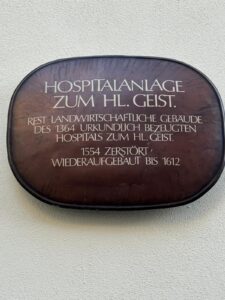 HOSPITALANLAGE
ZUM HL. GEIST.
REST LANDWIRTSCHAFTLICHE GEBÄUDE
DES 1364 URKUNDLICH BEZEUGTEN
HOSPITALS ZUM HL. GEIST.
1554 ZERSTÖRT
WIEDERAUFGEBAUT BIS 1612